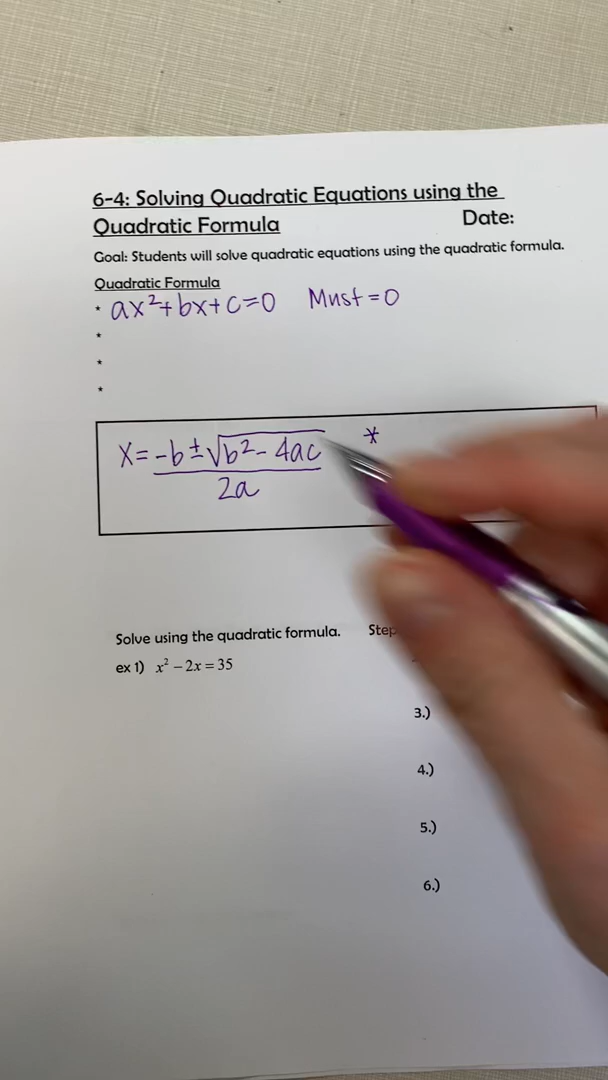 6-4: Solving Quadratic Equations using the
Quadratic Formula Date:
Goal: Students will solve quadratic equations using the quadratic formula.
Quadratic Formula
* ax²+bx+c=0 Must = 0
*
*
*
x = -b ± √b² - 4ac *
2a
Solve using the quadratic formula.
ex 1) x² – 2x = 35
3.)
4.)
5.)
6.)